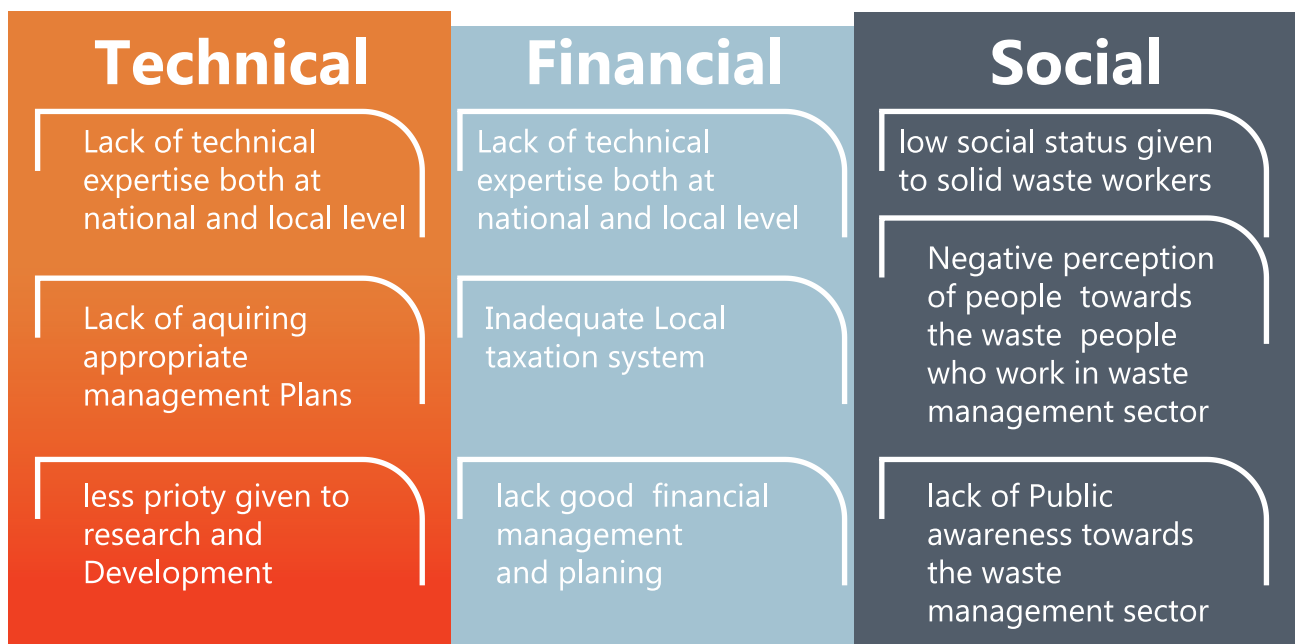 Technical
Lack of technical
expertise both at
national and local level
Lack of aquiring
appropriate
management Plans
less prioty given to
research and
Development
Financial
Lack of technical
expertise both at
national and local level
Inadequate Local
taxation system
lack good financial
management
and planing
Social
low social status given
to solid waste workers
Negative perception
of people towards
the waste people
who work in waste
management sector
lack of Public
awareness towards
the waste
management sector